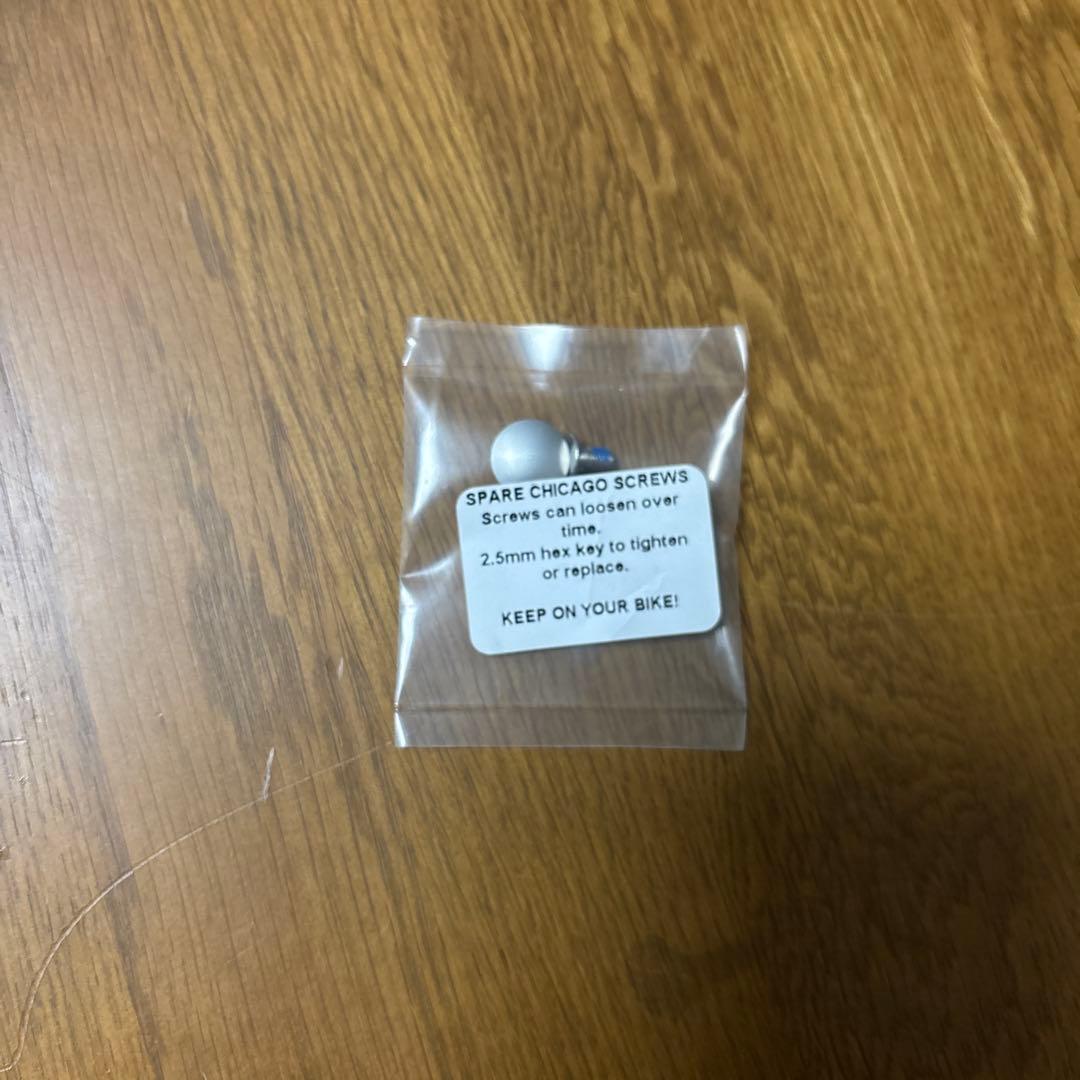 SPARE CHICAGO SCREWS
Screws can loosen over
time.
2.5mm hex key to tighten
or replace.
KEEP ON YOUR BIKE!